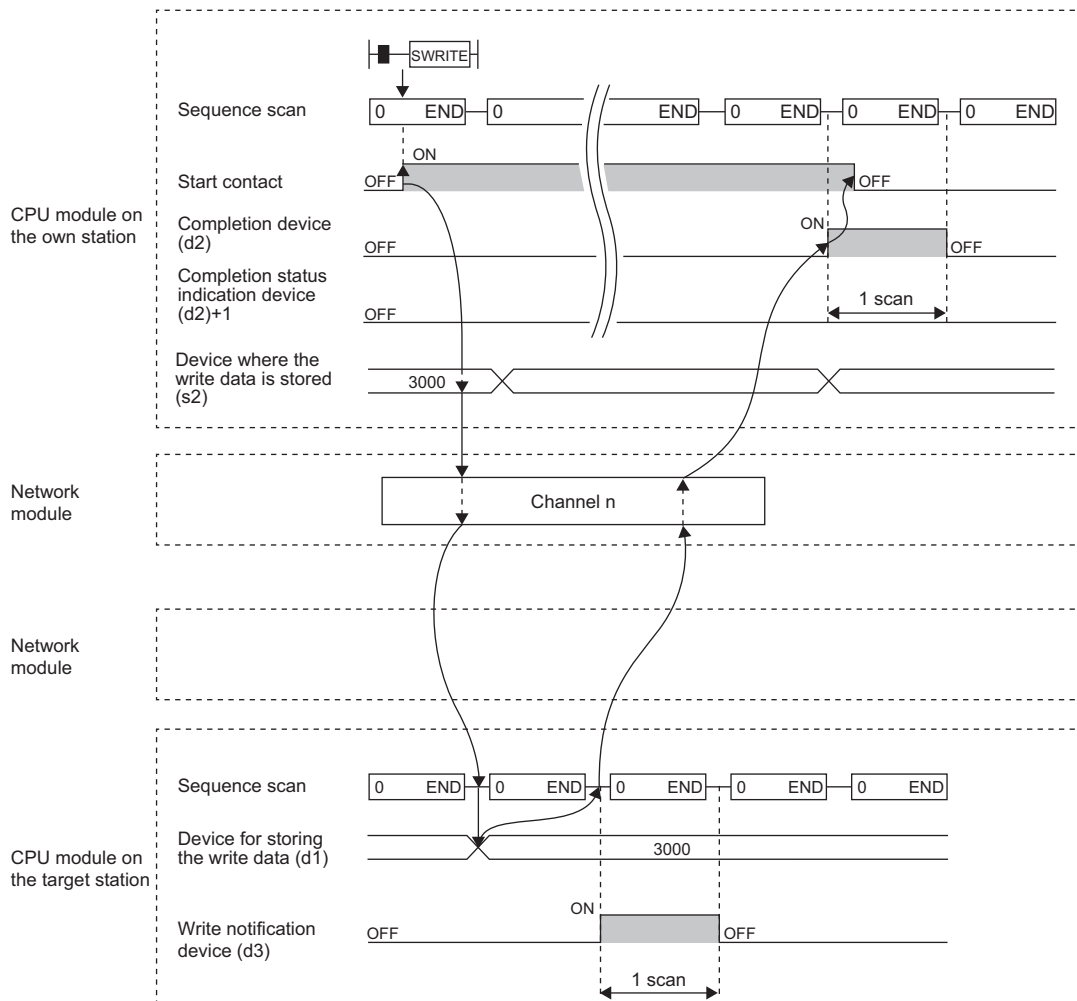 SWRITE
Sequence scan
0 END 0 END 0 END 0 END 0 END
ON
Start contact
OFF
OFF
CPU module on
the own station
Completion device
(d2)
ON
OFF
OFF
Completion status
indication device
(d2)+1
OFF
1 scan
Device where the
write data is stored
(s2)
3000
Network
module
Channel n
Network
module
Sequence scan
0 END 0 END 0 END 0 END 0 END
Device for storing
the write data (d1)
3000
CPU module on
the target station
ON
Write notification
device (d3)
OFF
OFF
1 scan